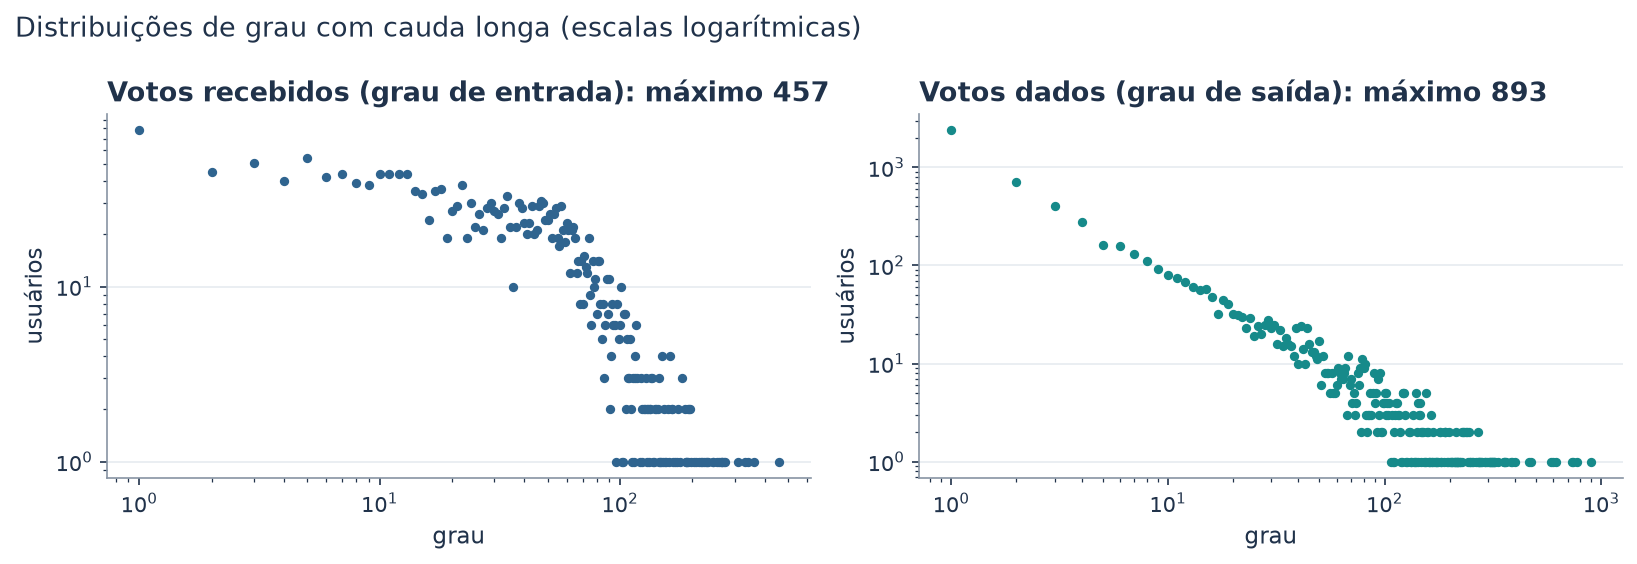 Distribuições de grau com cauda longa (escalas logarítmicas)
Votos recebidos (grau de entrada): máximo 457
usuários
10¹
10⁰
10⁰ 10¹ 10²
grau
Votos dados (grau de saída): máximo 893
usuários
10³
10²
10¹
10⁰
10⁰ 10¹ 10² 10³
grau